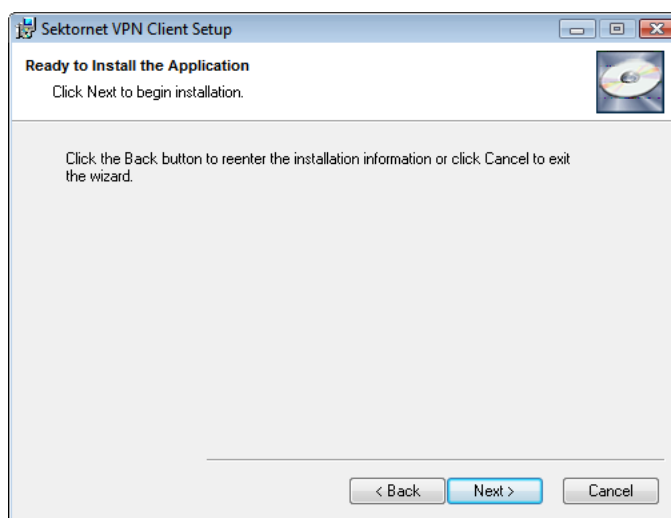 Sektornet VPN Client Setup
Ready to Install the Application
Click Next to begin installation.
Click the Back button to reenter the installation information or click Cancel to exit
the wizard.
< Back Next > Cancel